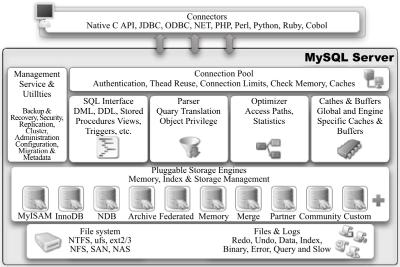 Connectors
Native C API, JDBC, ODBC, NET, PHP, Perl, Python, Ruby, Cobol
MySQL Server
Management
Service &
Utillties
Backup &
Recovery, Security,
Replication,
Cluster,
Administration
Configuration,
Migration &
Metadata
Connection Pool
Authentication, Thead Reuse, Connection Limits, Check Memory, Caches
SQL Interface
DML, DDL, Stored
Procedures Views,
Triggers, etc.
Parser
Quary Translation
Object Privilege
Optimizer
Access Paths,
Statistics
Cathes & Buffers
Global and Engine
Specific Caches &
Buffers
Pluggable Storage Engines
Memory, Index & Storage Management
MyISAM InnoDB NDB Archive Federated Memory Merge Partner Community Custom
File system
NTFS, ufs, ext2/3
NFS, SAN, NAS
Files & Logs
Redo, Undo, Data, Index,
Binary, Error, Query and Slow